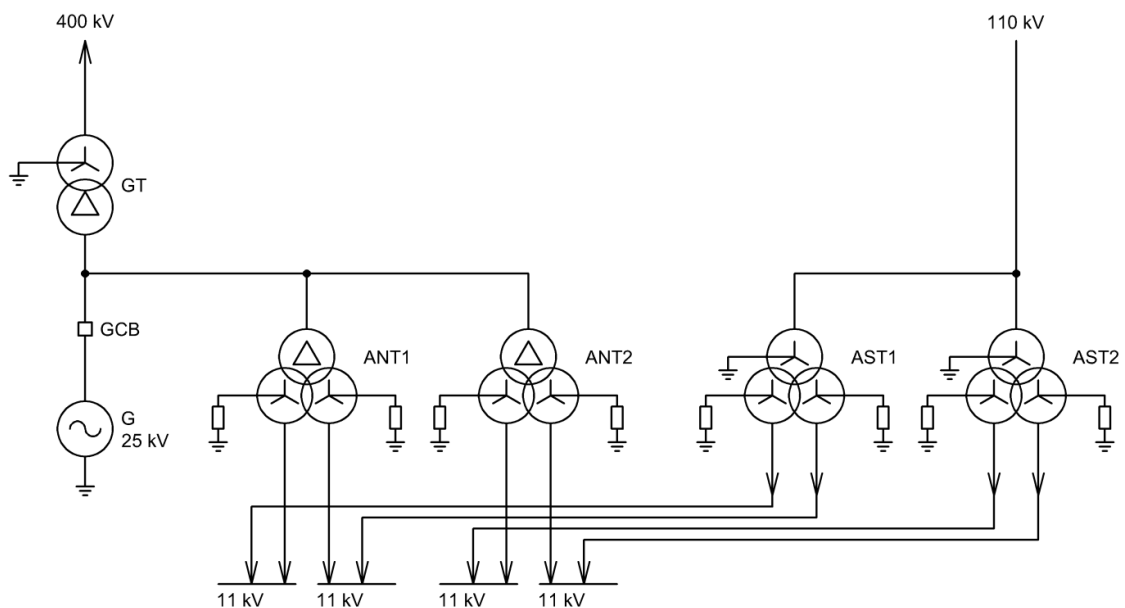 400 kV
110 kV
GT
GCB
ANT1
ANT2
AST1
AST2
G
25 kV
11 kV
11 kV
11 kV
11 kV